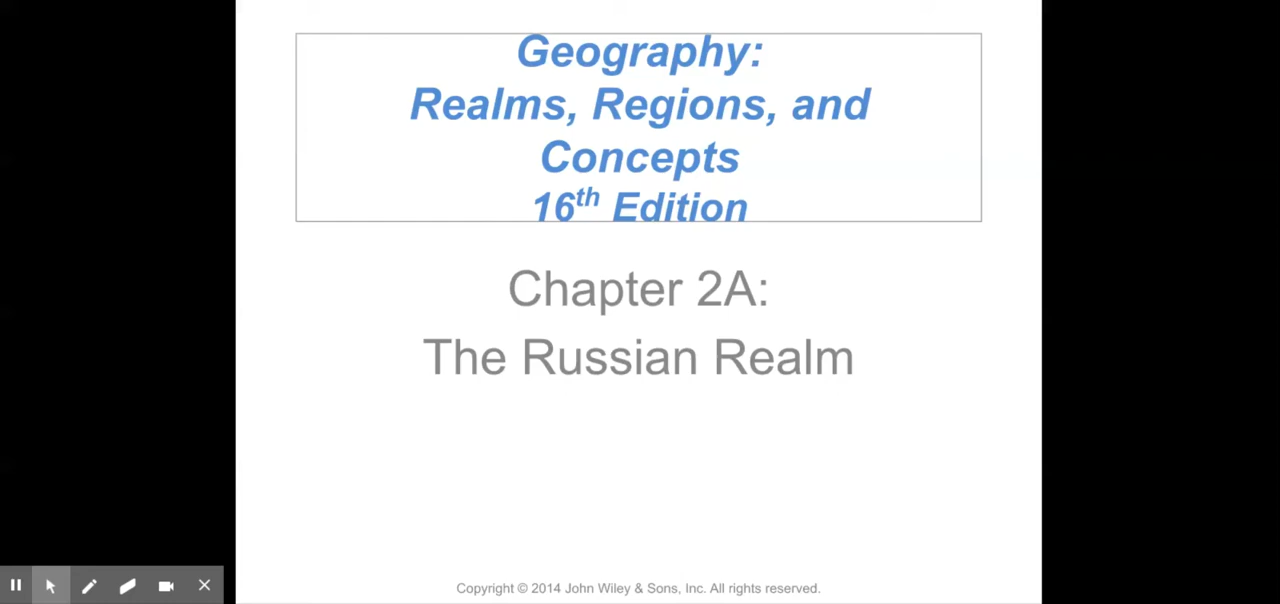 Geography:
Realms, Regions, and
Concepts
16th Edition
Chapter 2A:
The Russian Realm
Copyright © 2014 John Wiley & Sons, Inc. All rights reserved.